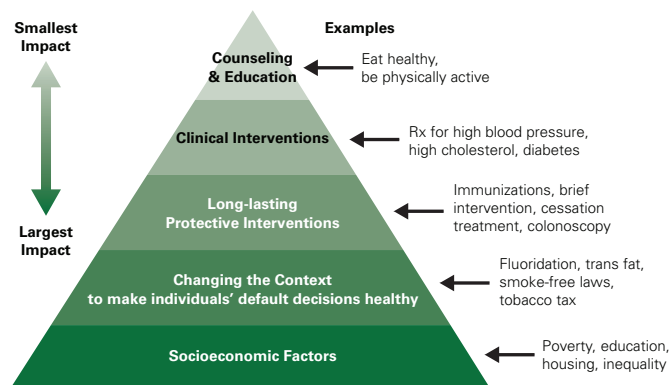 Smallest
Impact
Examples
Counseling
& Education
Eat healthy,
be physically active
Clinical Interventions
Rx for high blood pressure,
high cholesterol, diabetes
Long-lasting
Protective Interventions
Immunizations, brief
intervention, cessation
treatment, colonoscopy
Largest
Impact
Changing the Context
to make individuals’ default decisions healthy
Fluoridation, trans fat,
smoke-free laws,
tobacco tax
Socioeconomic Factors
Poverty, education,
housing, inequality